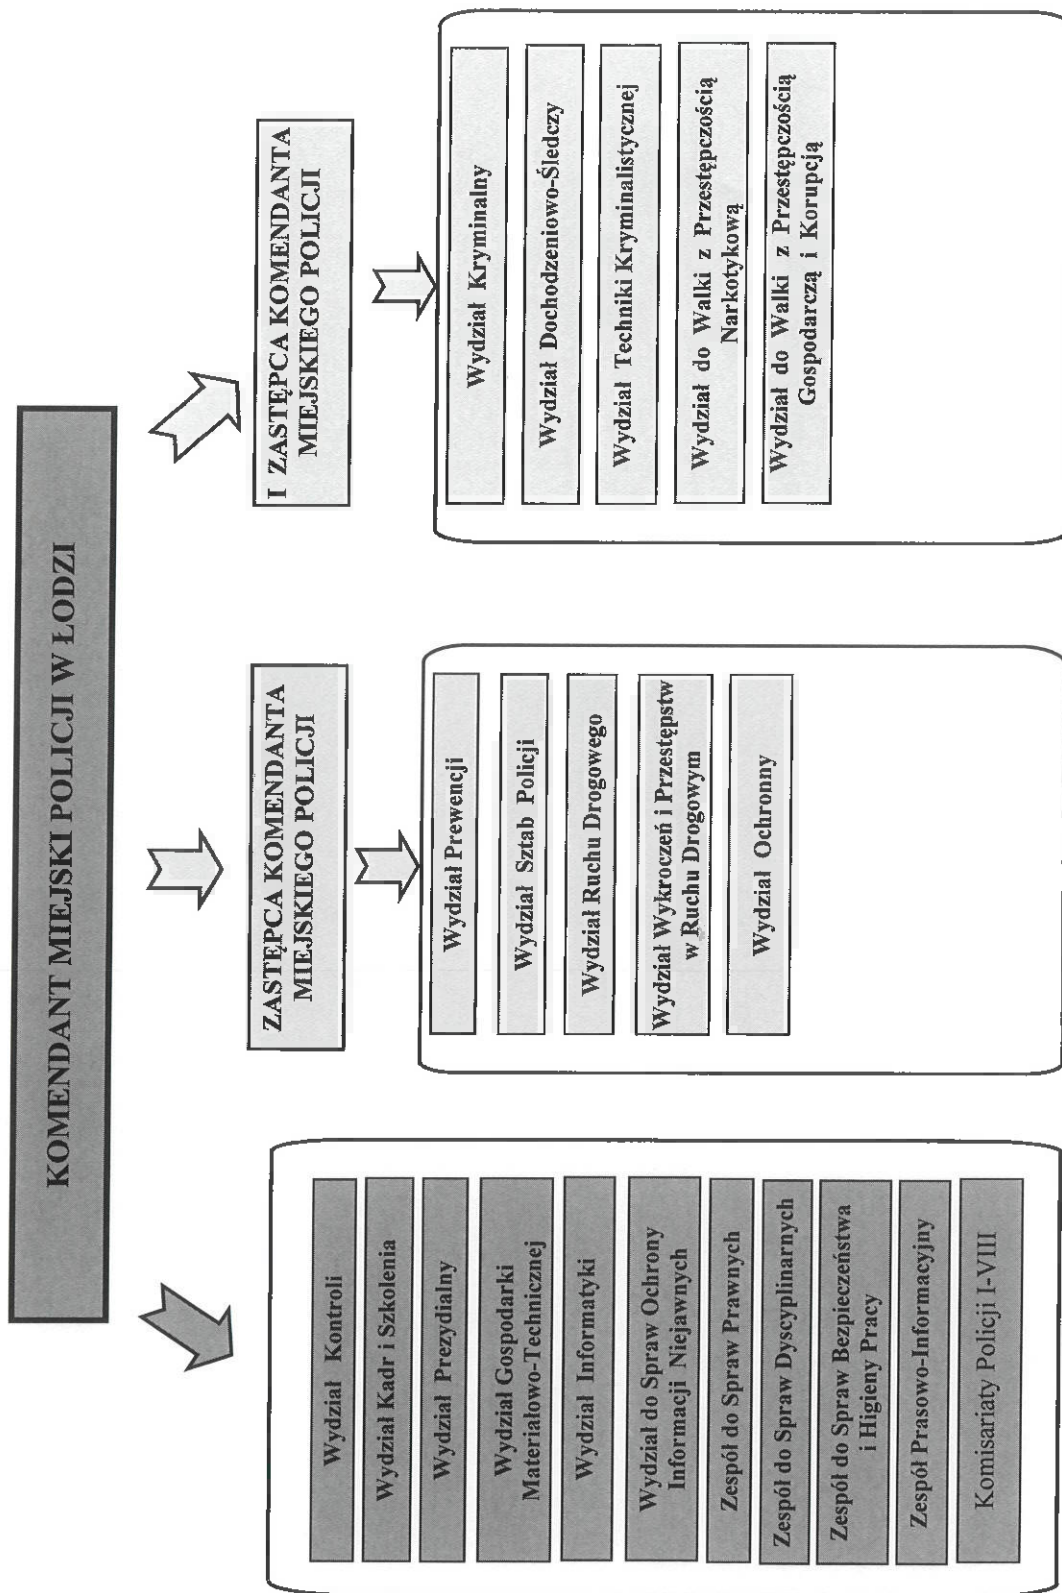 KOMENDANT MIEJSKI POLICJI W ŁODZI
Wydział Kontroli
Wydział Kadr i Szkolenia
Wydział Prezydialny
Wydział Gospodarki
Materiałowo-Technicznej
Wydział Informatyki
Wydział do Spraw Ochrony
Informacji Niejawnych
Zespół do Spraw Prawnych
Zespół do Spraw Dyscyplinarnych
Zespół do Spraw Bezpieczeństwa
i Higieny Pracy
Zespół Prasowo-Informacyjny
Komisariaty Policji I-VIII
ZASTĘPCA KOMENDANTA
MIEJSKIEGO POLICJI
Wydział Prewencji
Wydział Sztab Policji
Wydział Ruchu Drogowego
Wydział Wykroczeń i Przestępstw
w Ruchu Drogowym
Wydział Ochronny
I ZASTĘPCA KOMENDANTA
MIEJSKIEGO POLICJI
Wydział Kryminalny
Wydział Dochodzeniowo-Śledczy
Wydział Techniki Kryminalistycznej
Wydział do Walki z Przestępczością
Narkotykową
Wydział do Walki z Przestępczością
Gospodarczą i Korupcją